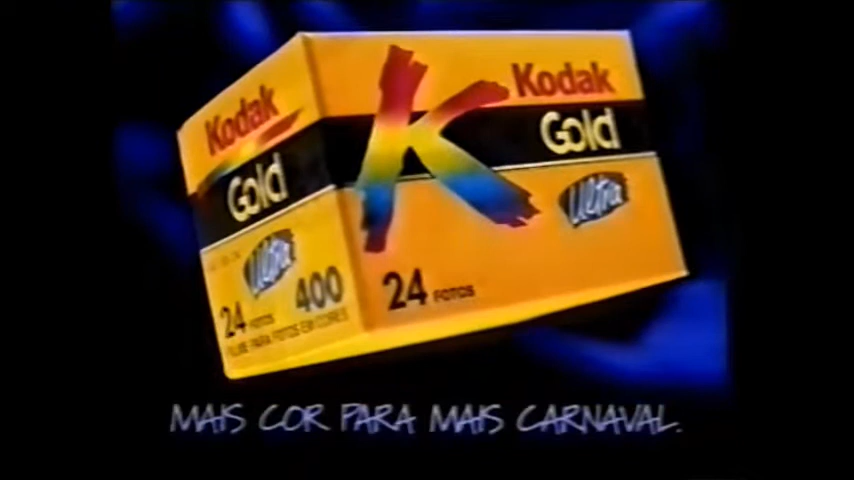 Kodak
Gold
Ultra
400
24 FOTOS
FILME PARA FOTOS EM CORES
K
Kodak
Gold
Ultra
24 FOTOS
MAIS COR PARA MAIS CARNAVAL.